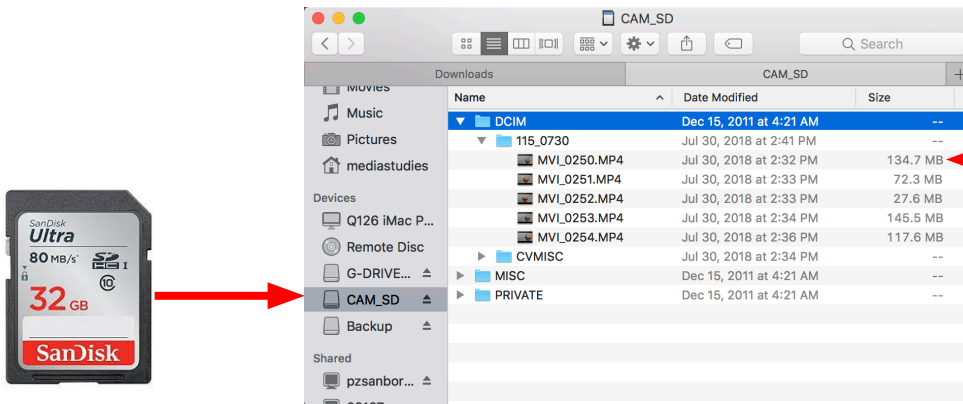 SanDisk
Ultra
80 MB/s
I
10
32 GB
SanDisk
CAM_SD
Search
Downloads
CAM_SD
Movies
Music
Pictures
mediastudies
Devices
Q126 iMac P...
Remote Disc
G-DRIVE...
CAM_SD
Backup
Shared
pzsanbor...
Name Date Modified Size
DCIM Dec 15, 2011 at 4:21 AM --
115_0730 Jul 30, 2018 at 2:41 PM --
MVI_0250.MP4 Jul 30, 2018 at 2:32 PM 134.7 MB
MVI_0251.MP4 Jul 30, 2018 at 2:33 PM 72.3 MB
MVI_0252.MP4 Jul 30, 2018 at 2:33 PM 27.6 MB
MVI_0253.MP4 Jul 30, 2018 at 2:34 PM 145.5 MB
MVI_0254.MP4 Jul 30, 2018 at 2:36 PM 117.6 MB
CVMISC Jul 30, 2018 at 2:34 PM --
MISC Dec 15, 2011 at 4:21 AM --
PRIVATE Dec 15, 2011 at 4:21 AM --